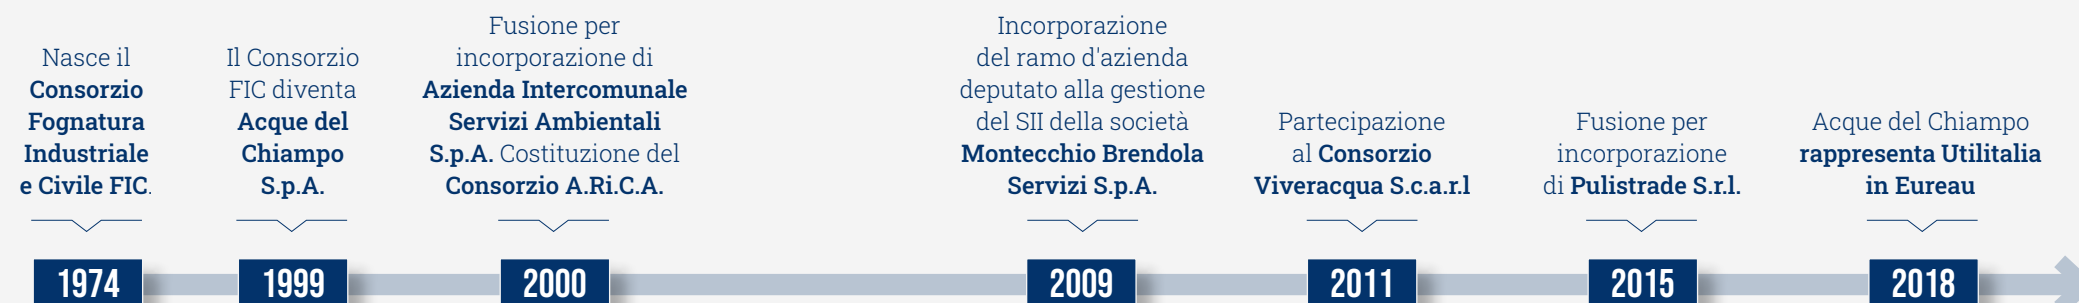 Nasce il
Consorzio
Fognatura
Industriale
e Civile FIC.
1974
Il Consorzio
FIC diventa
Acque del
Chiampo
S.p.A.
1999
Fusione per
incorporazione di
Azienda Intercomunale
Servizi Ambientali
S.p.A. Costituzione del
Consorzio A.Ri.C.A.
2000
Incorporazione
del ramo d'azienda
deputato alla gestione
del SII della società
Montecchio Brendola
Servizi S.p.A.
2009
Partecipazione
al Consorzio
Viveracqua S.c.a.r.l
2011
Fusione per
incorporazione
di Pulistrade S.r.l.
2015
Acque del Chiampo
rappresenta Utilitalia
in Eureau
2018